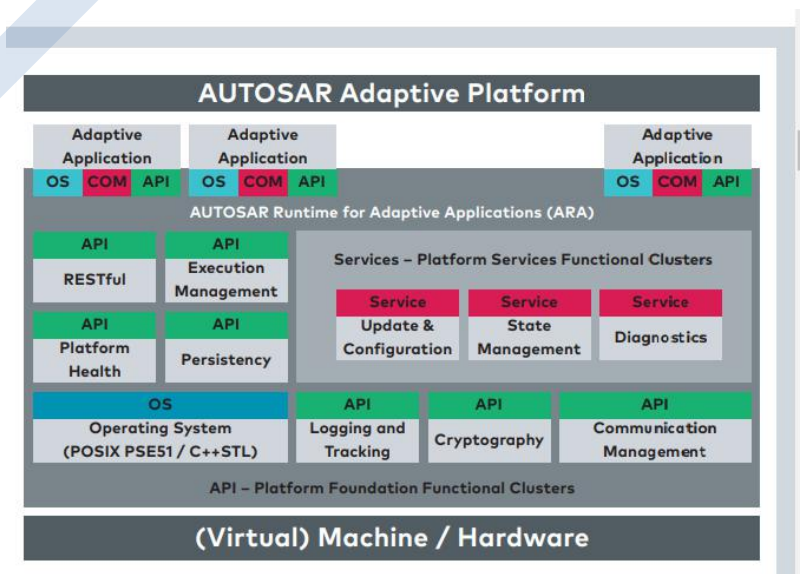 AUTOSAR Adaptive Platform
Adaptive
Application
OS COM API
Adaptive
Application
OS COM API
Adaptive
Application
OS COM API
AUTOSAR Runtime for Adaptive Applications (ARA)
API
RESTful
API
Execution
Management
Services – Platform Services Functional Clusters
Service
Update &
Configuration
Service
State
Management
Service
Diagnostics
API
Platform
Health
API
Persistency
OS
Operating System
(POSIX PSE51 / C++STL)
API
Logging and
Tracking
API
Cryptography
API
Communication
Management
API – Platform Foundation Functional Clusters
(Virtual) Machine / Hardware